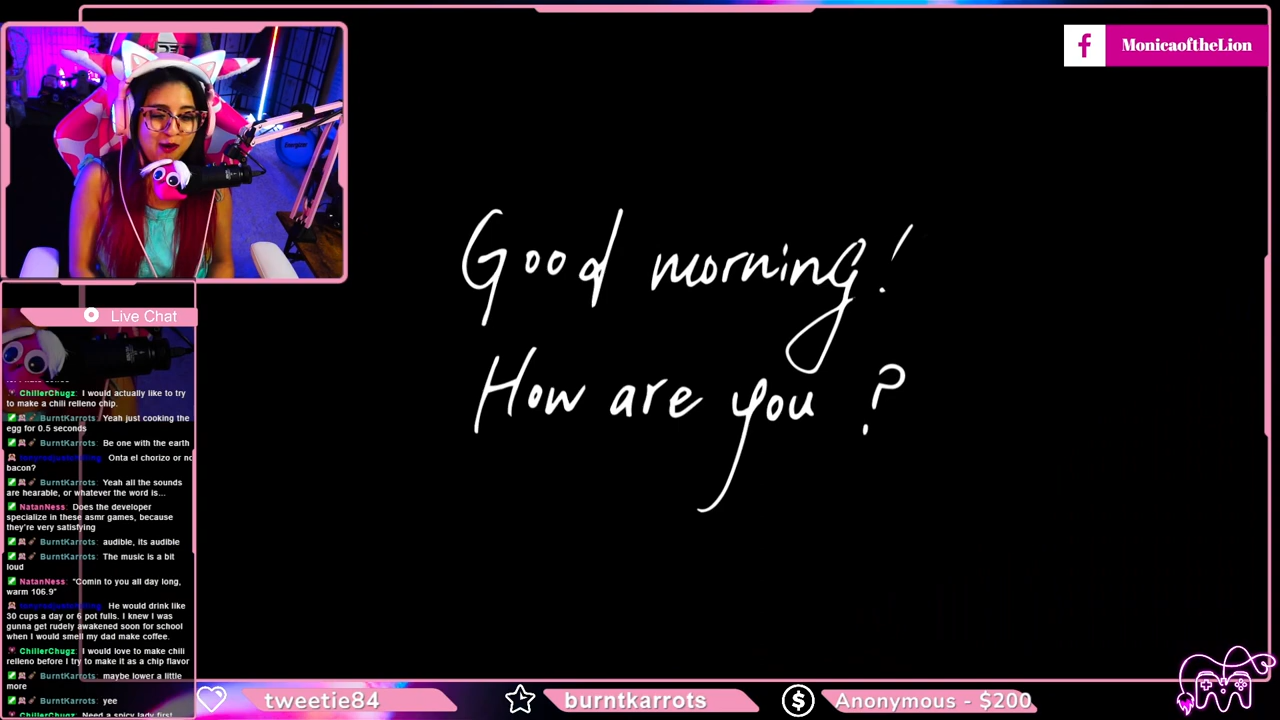 MonicaoftheLion
Good morning!
How are you?
Live Chat
ChillerChugz: I would actually like to try
to make a chili relleno chip.
BurntKarrots: Yeah just cooking the
egg for 0.5 seconds
BurntKarrots: Be one with the earth
Onta el chorizo or no
bacon?
BurntKarrots: Yeah all the sounds
are hearable, or whatever the word is...
NatanNess: Does the developer
specialize in these asmr games, because
they're very satisfying
BurntKarrots: audible, its audible
BurntKarrots: The music is a bit
loud
NatanNess: "Comin to you all day long,
warm 106.9"
He would drink like
30 cups a day or 6 pot fulls. I knew I was
gunna get rudely awakened soon for school
when I would smell my dad make coffee.
ChillerChugz: I would love to make chili
relleno before I try to make it as a chip flavor
BurntKarrots: maybe lower a little
more
BurntKarrots: yee
ChillerChugz: Need a spicy lady first
tweetie84
burntkarrots
Anonymous - $200